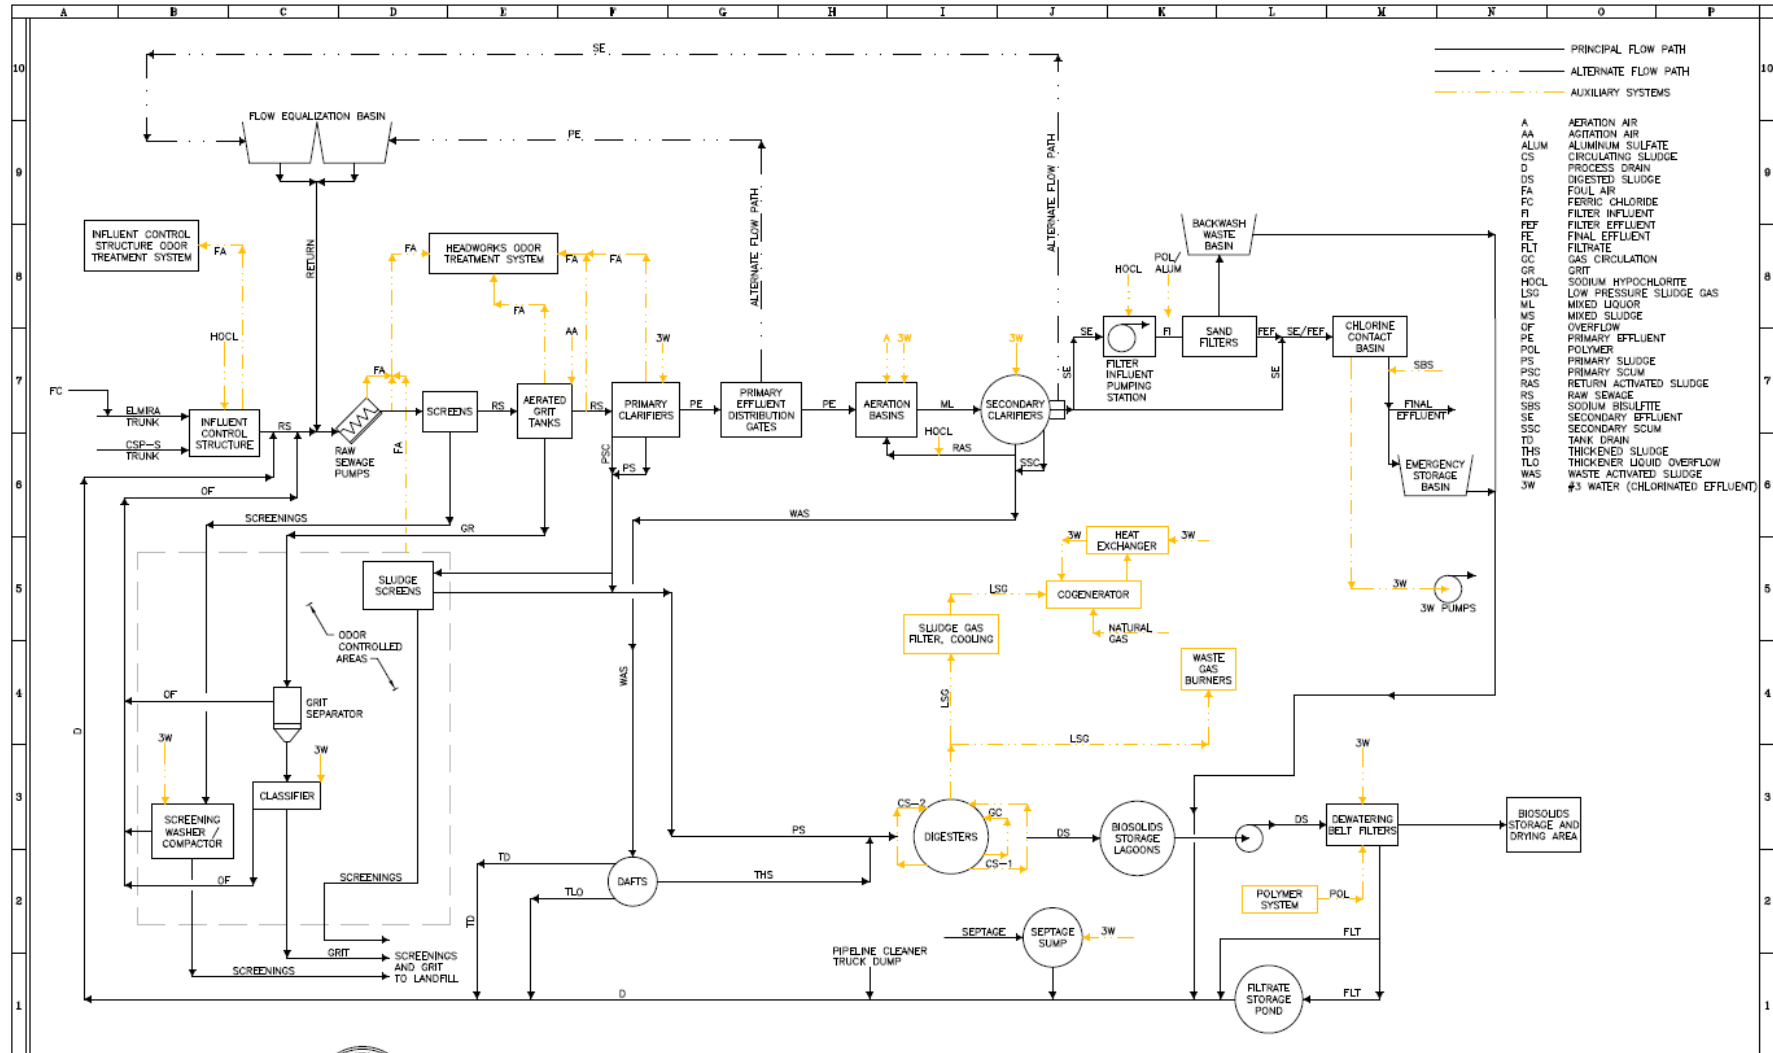 A B C D E F G H I J K L M N O P
10 10
9 9
8 8
7 7
6 6
5 5
4 4
3 3
2 2
1 1
SE
PRINCIPAL FLOW PATH
ALTERNATE FLOW PATH
AUXILIARY SYSTEMS
A AERATION AIR
AA AGITATION AIR
ALUM ALUMINUM SULFATE
CS CIRCULATING SLUDGE
D PROCESS DRAIN
DS DIGESTED SLUDGE
FA FOUL AIR
FC FERRIC CHLORIDE
FI FILTER INFLUENT
FEF FILTER EFFLUENT
FE FINAL EFFLUENT
FLT FILTRATE
GC GAS CIRCULATION
GR GRIT
HOCL SODIUM HYPOCHLORITE
LSG LOW PRESSURE SLUDGE GAS
ML MIXED LIQUOR
MS MIXED SLUDGE
OF OVERFLOW
PE PRIMARY EFFLUENT
POL POLYMER
PS PRIMARY SLUDGE
PSC PRIMARY SCUM
RAS RETURN ACTIVATED SLUDGE
RS RAW SEWAGE
SBS SODIUM BISULFITE
SE SECONDARY EFFLUENT
SSC SECONDARY SCUM
TD TANK DRAIN
THS THICKENED SLUDGE
TLO THICKENER LIQUID OVERFLOW
WAS WASTE ACTIVATED SLUDGE
3W #3 WATER (CHLORINATED EFFLUENT)
FLOW EQUALIZATION BASIN
PE
ALTERNATE FLOW PATH
ALTERNATE FLOW PATH
RETURN
INFLUENT CONTROL
STRUCTURE ODOR
TREATMENT SYSTEM
FA
FA
HEADWORKS ODOR
TREATMENT SYSTEM
FA
FA
FA
BACKWASH
WASTE
BASIN
HOCL
POL/
ALUM
HOCL
AA
3W
A
3W
3W
SE
FI
SAND
FILTERS
FEF
SE/FEF
CHLORINE
CONTACT
BASIN
FILTER
INFLUENT
PUMPING
STATION
SE
SE
SBS
FC
ELMIRA
TRUNK
CSP-S
TRUNK
INFLUENT
CONTROL
STRUCTURE
RS
FA
RAW
SEWAGE
PUMPS
SCREENS
RS
AERATED
GRIT
TANKS
RS
PRIMARY
CLARIFIERS
PE
PRIMARY
EFFLUENT
DISTRIBUTION
GATES
PE
AERATION
BASINS
ML
SECONDARY
CLARIFIERS
FINAL
EFFLUENT
HOCL
RAS
SSC
FA
PSC
PS
EMERGENCY
STORAGE
BASIN
OF
SCREENINGS
GR
WAS
3W
HEAT
EXCHANGER
3W
SLUDGE
SCREENS
LSG
COGENERATOR
3W
3W PUMPS
ODOR
CONTROLLED
AREAS
SLUDGE GAS
FILTER, COOLING
NATURAL
GAS
WASTE
GAS
BURNERS
WAS
LSG
OF
GRIT
SEPARATOR
D
3W
3W
LSG
3W
CLASSIFIER
SCREENING
WASHER /
COMPACTOR
PS
CS-2
GC
DIGESTERS
CS-1
DS
BIOSOLIDS
STORAGE
LAGOONS
DS
DEWATERING
BELT FILTERS
BIOSOLIDS
STORAGE AND
DRYING AREA
OF
SCREENINGS
TD
DAFTS
THS
TLO
TD
POLYMER
SYSTEM
POL
SEPTAGE
SEPTAGE
SUMP
3W
FLT
GRIT
SCREENINGS
SCREENINGS
AND GRIT
TO LANDFILL
PIPELINE CLEANER
TRUCK DUMP
D
FILTRATE
STORAGE
POND
FLT